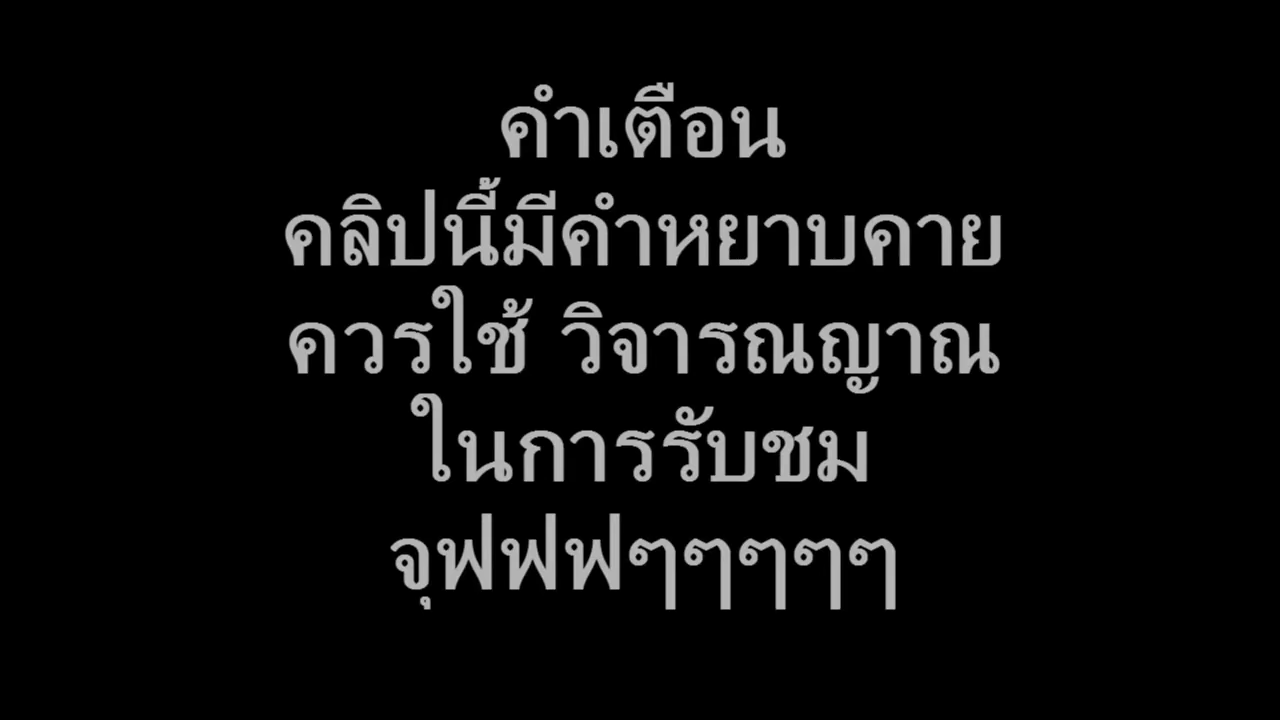 คำเตือน
คลิปนี้มีคำหยาบคาย
ควรใช้ วิจารณญาณ
ในการรับชม
จุฟฟฟๆๆๆๆๆ